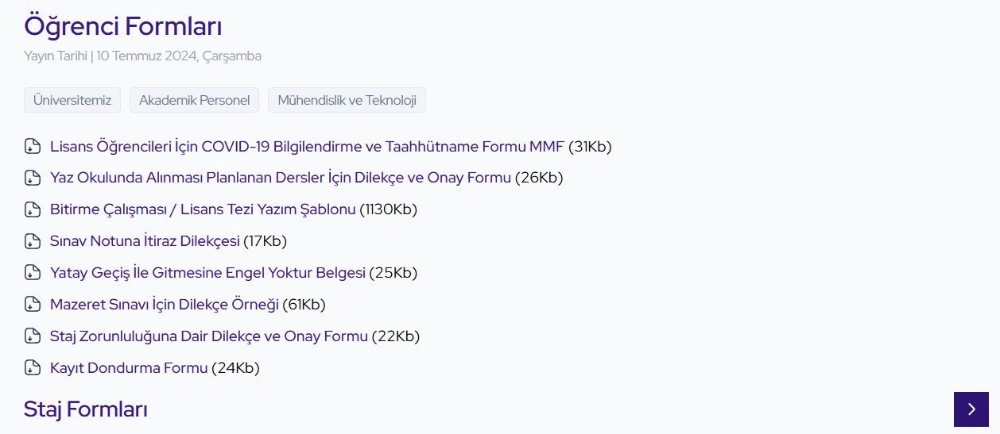 Öğrenci Formları
Yayın Tarihi | 10 Temmuz 2024, Çarşamba
Üniversitemiz Akademik Personel Mühendislik ve Teknoloji
Lisans Öğrencileri İçin COVID-19 Bilgilendirme ve Taahhütname Formu MMF (31Kb)
Yaz Okulunda Alınması Planlanan Dersler İçin Dilekçe ve Onay Formu (26Kb)
Bitirme Çalışması / Lisans Tezi Yazım Şablonu (1130Kb)
Sınav Notuna İtiraz Dilekçesi (17Kb)
Yatay Geçiş İle Gitmesine Engel Yoktur Belgesi (25Kb)
Mazeret Sınavı İçin Dilekçe Örneği (61Kb)
Staj Zorunluluğuna Dair Dilekçe ve Onay Formu (22Kb)
Kayıt Dondurma Formu (24Kb)
Staj Formları